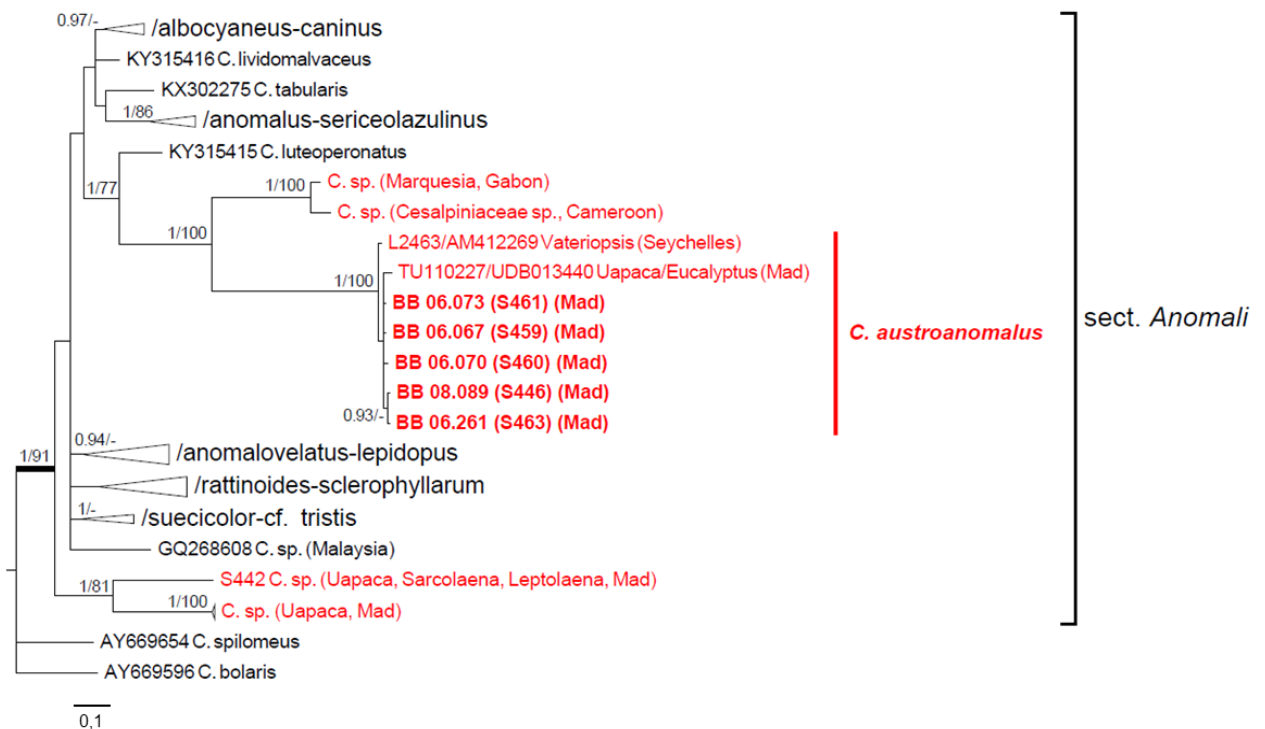 0.97/-
/albocyaneus-caninus
KY315416 C. lividomalvaceus
KX302275 C. tabularis
1/86
/anomalus-sericeolazulinus
KY315415 C. luteoperonatus
1/77
1/100
C. sp. (Marquesia, Gabon)
C. sp. (Cesalpiniaceae sp., Cameroon)
1/100
L2463/AM412269 Vateriopsis (Seychelles)
1/100
TU110227/UDB013440 Uapaca/Eucalyptus (Mad)
BB 06.073 (S461) (Mad)
BB 06.067 (S459) (Mad)
BB 06.070 (S460) (Mad)
BB 08.089 (S446) (Mad)
0.93/-
BB 06.261 (S463) (Mad)
C. austroanomalus
sect. Anomali
0.94/-
/anomalovelatus-lepidopus
1/91
/rattinoides-sclerophyllarum
1/-
/suecicolor-cf. tristis
GQ268608 C. sp. (Malaysia)
1/81
S442 C. sp. (Uapaca, Sarcolaena, Leptolaena, Mad)
1/100
C. sp. (Uapaca, Mad)
AY669654 C. spilomeus
AY669596 C. bolaris
0,1